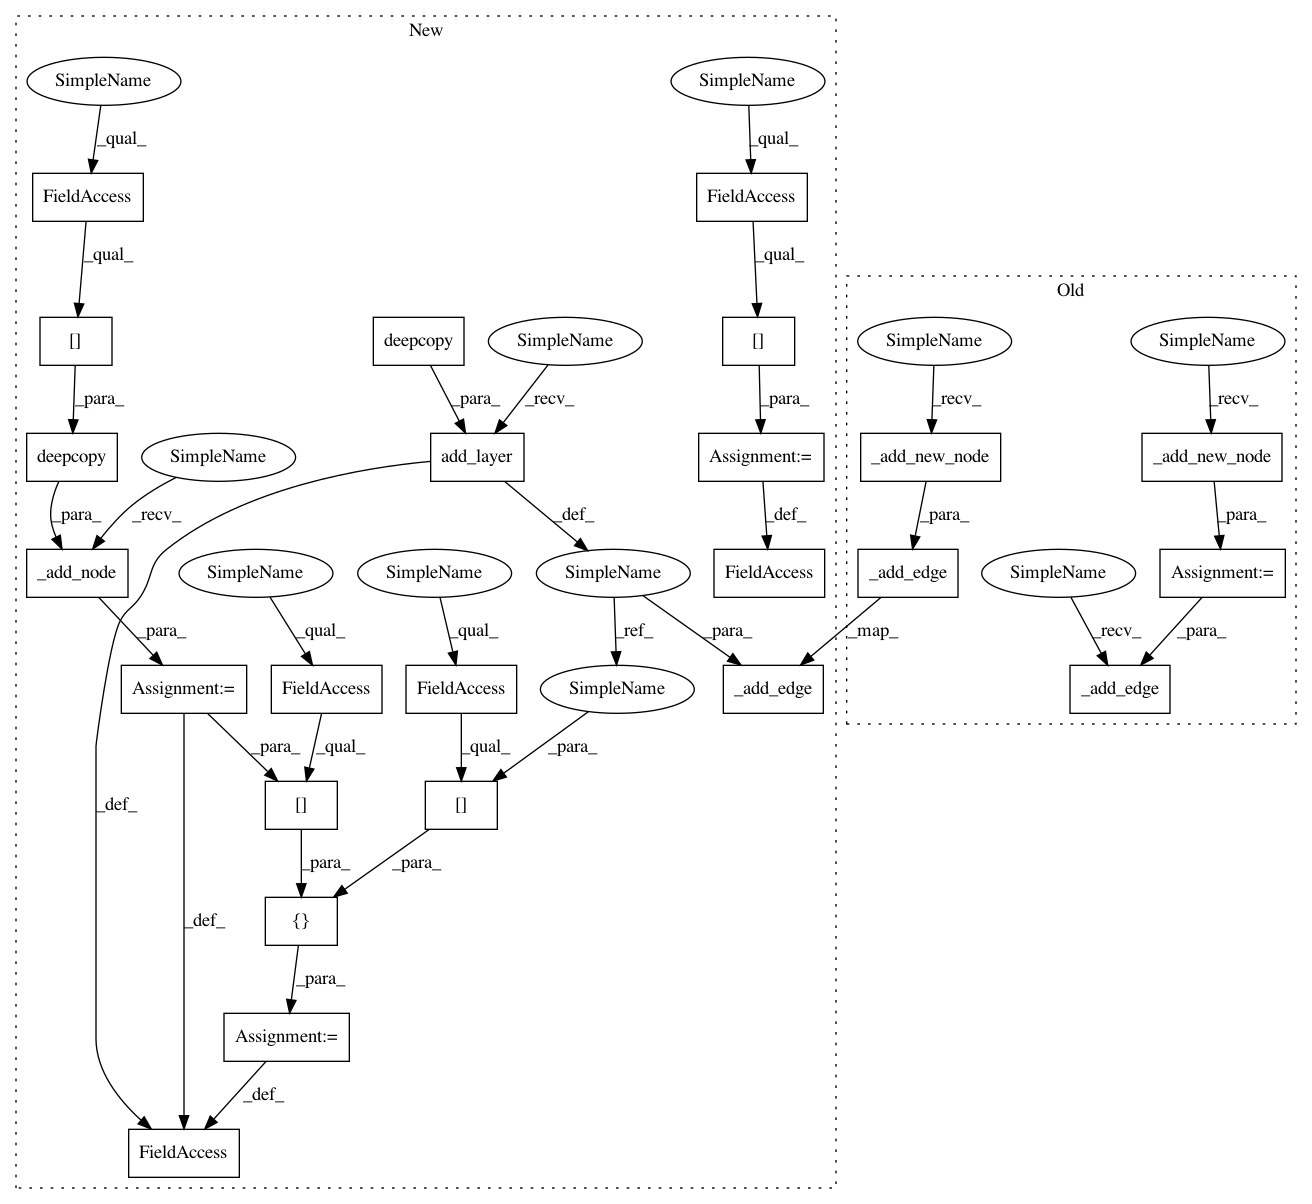 New
SimpleName
SimpleName
_qual_
_qual_
FieldAccess
FieldAccess
_qual_
_qual_
Old
[]
deepcopy
SimpleName
[]
SimpleName
SimpleName
_para_
_para_
_recv_
_para_
_recv_
_recv_
deepcopy
SimpleName
add_layer
Assignment:=
_add_new_node
_add_new_node
_para_
_recv_
_def_
_def_
_para_
_para_
_add_node
SimpleName
SimpleName
SimpleName
FieldAccess
_add_edge
SimpleName
Assignment:=
_para_
_qual_
_qual_
_ref_
_para_
_map_
_recv_
_para_
Assignment:=
FieldAccess
FieldAccess
SimpleName
_add_edge
_add_edge
_para_
_qual_
_qual_
_para_
_def_
[]
[]
_para_
_para_
_def_
{}
_para_
Assignment:=
_def_
FieldAccess